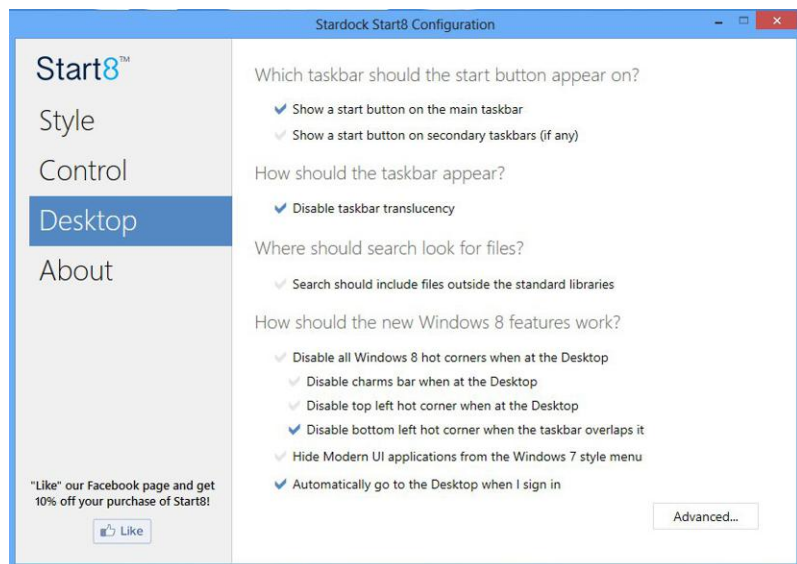 Stardock Start8 Configuration
Start8™
Style
Control
Desktop
About
"Like" our Facebook page and get
10% off your purchase of Start8!
Like
Which taskbar should the start button appear on?
Show a start button on the main taskbar
Show a start button on secondary taskbars (if any)
How should the taskbar appear?
Disable taskbar translucency
Where should search look for files?
Search should include files outside the standard libraries
How should the new Windows 8 features work?
Disable all Windows 8 hot corners when at the Desktop
Disable charms bar when at the Desktop
Disable top left hot corner when at the Desktop
Disable bottom left hot corner when the taskbar overlaps it
Hide Modern UI applications from the Windows 7 style menu
Automatically go to the Desktop when I sign in
Advanced...